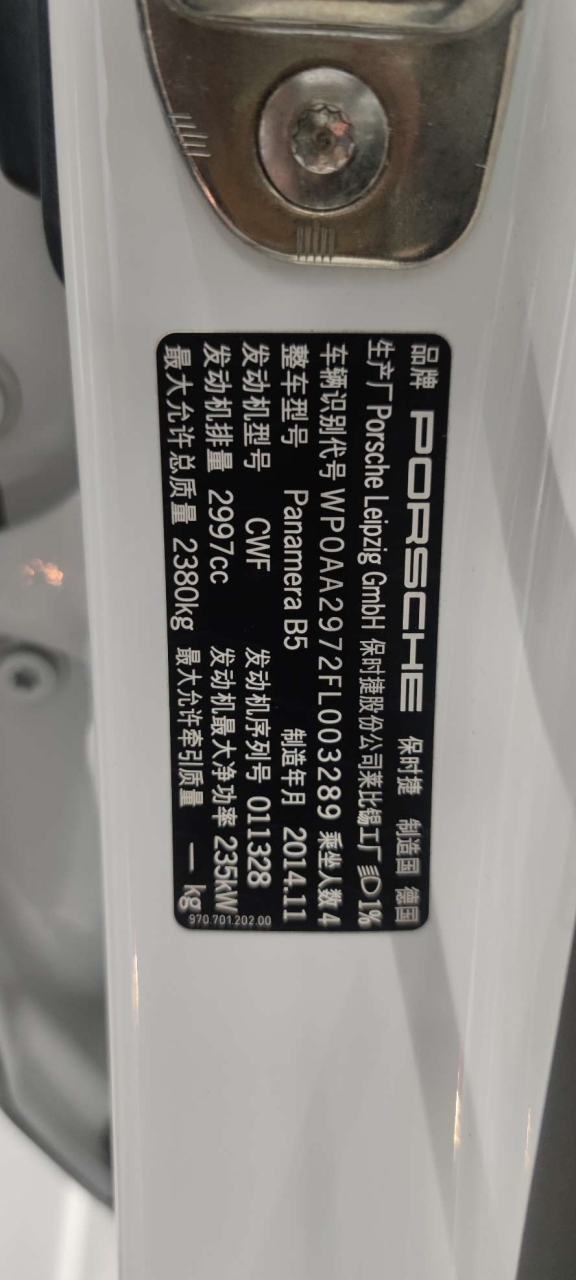 品牌 PORSCHE 保时捷 制造国 德国
生产厂 Porsche Leipzig GmbH 保时捷股份公司莱比锡工厂 1%
车辆识别代号 WP0AA2972FL003289 乘坐人数 4
整车型号 Panamera B5 制造年月 2014.11
发动机型号 CWF 发动机序列号 011328
发动机排量 2997cc 发动机最大净功率 235kW
最大允许总质量 2380kg 最大允许牵引质量 — kg
970.701.202.00